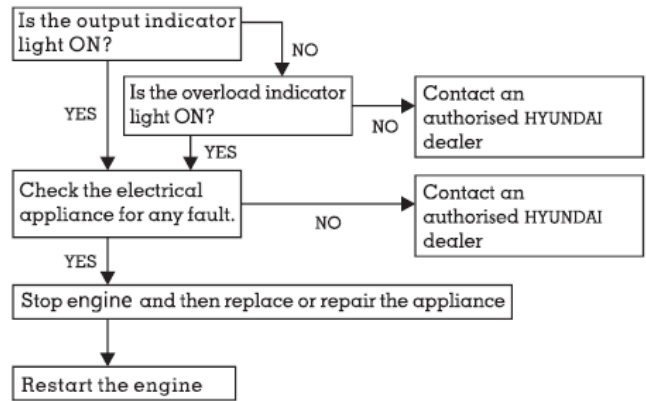 Is the output indicator
light ON?
NO
Is the overload indicator
light ON?
YES
NO
Contact an
authorised HYUNDAI
dealer
YES
Check the electrical
appliance for any fault.
NO
Contact an
authorised HYUNDAI
dealer
YES
Stop engine and then replace or repair the appliance
Restart the engine